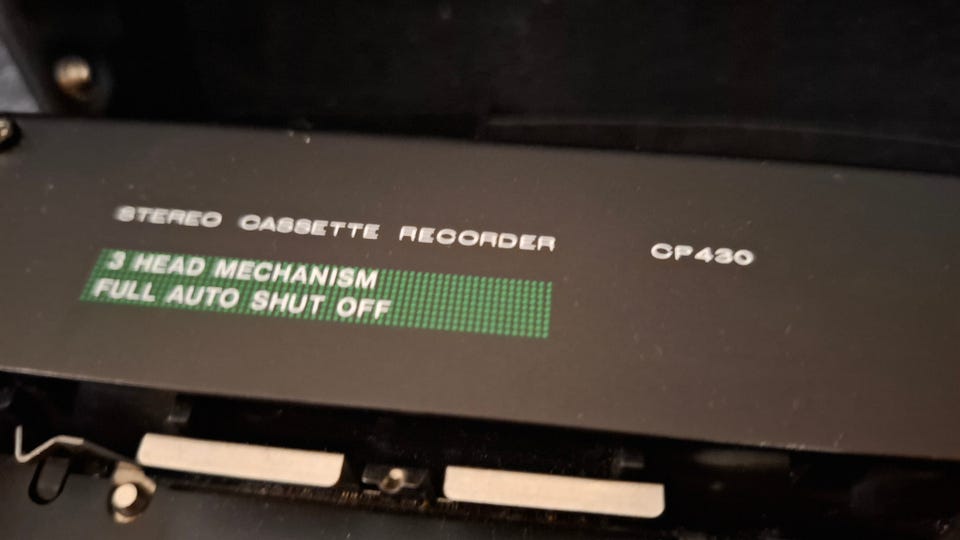 STEREO CASSETTE RECORDER CP430
3 HEAD MECHANISM
FULL AUTO SHUT OFF